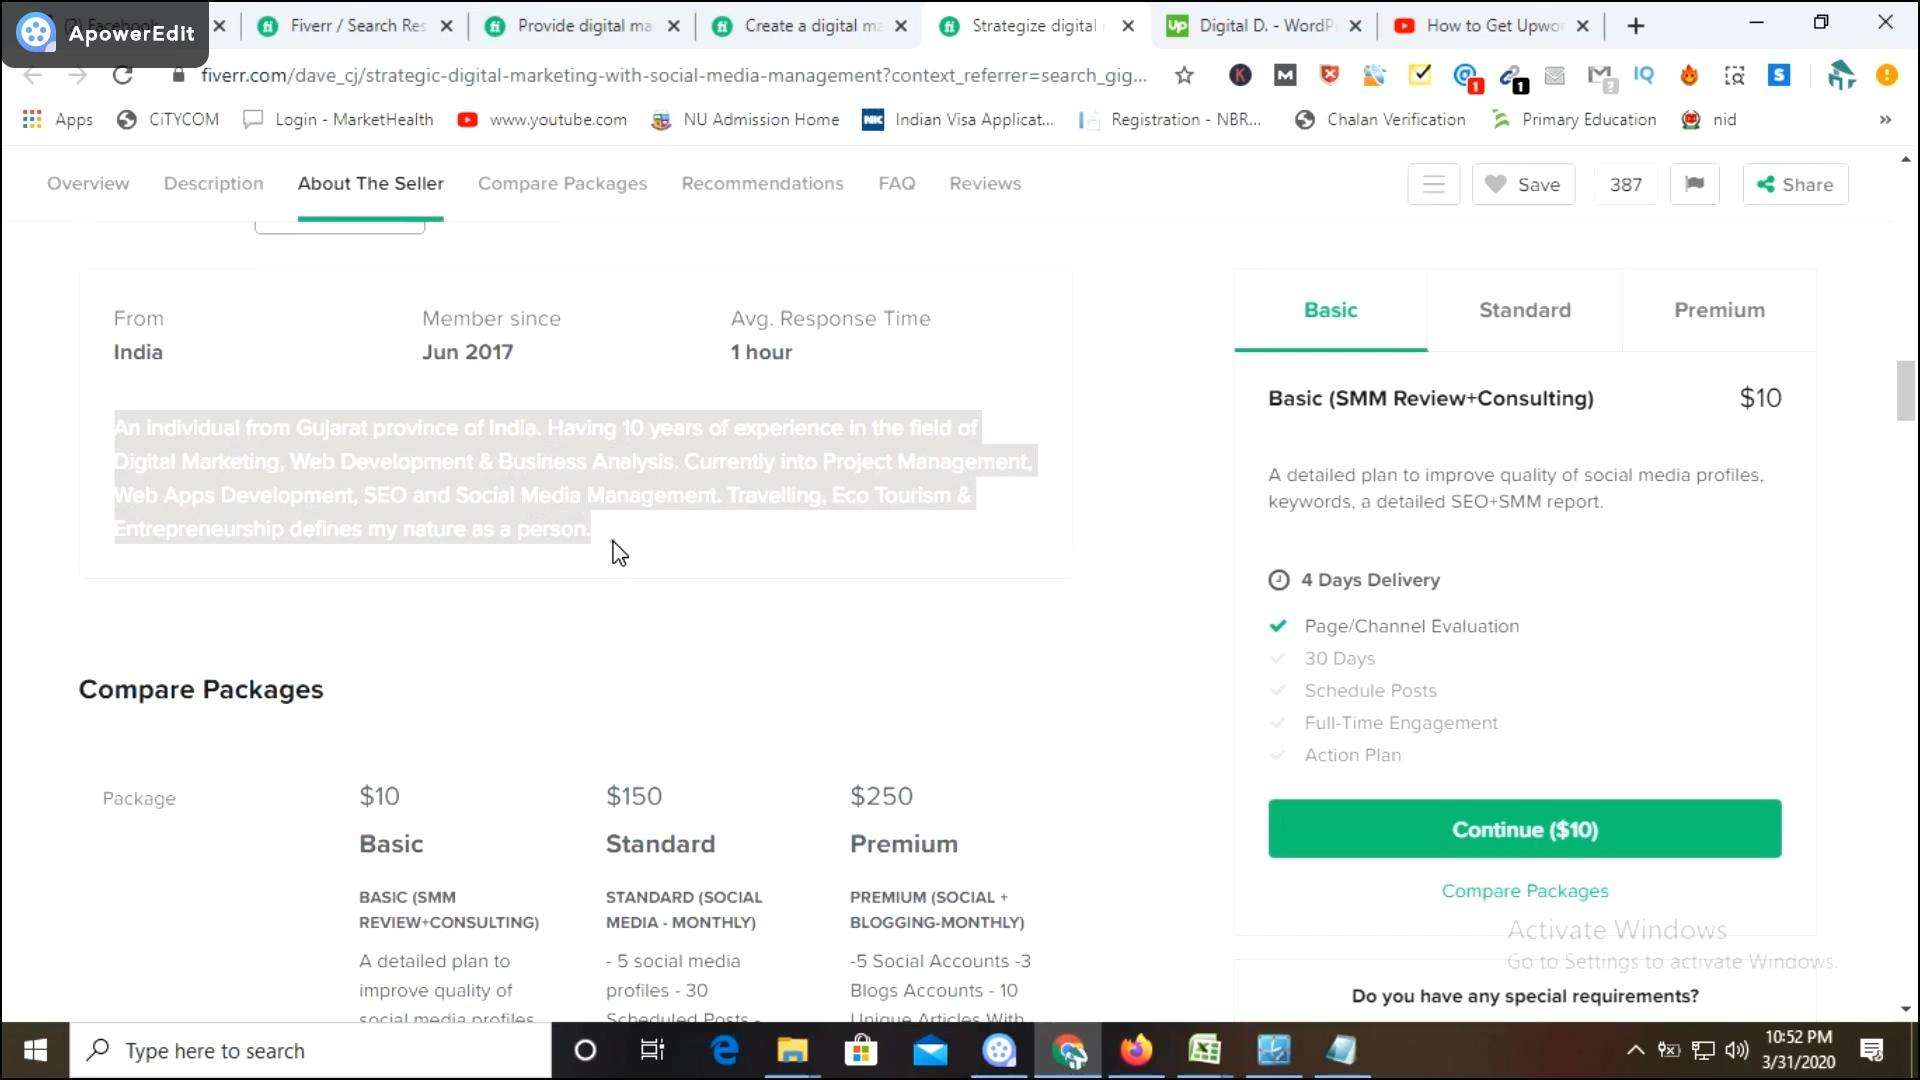 ApowerEdit
Fiverr / Search Res
Provide digital ma
Create a digital ma
Strategize digital
Digital D. - WordP
How to Get Upwo
fiverr.com/dave_cj/strategic-digital-marketing-with-social-media-management?context_referrer=search_gig...
Apps
CiTYCOM
Login - MarketHealth
www.youtube.com
NU Admission Home
Indian Visa Applicat...
Registration - NBR...
Chalan Verification
Primary Education
nid
Overview
Description
About The Seller
Compare Packages
Recommendations
FAQ
Reviews
Save
387
Share
From
India
Member since
Jun 2017
Avg. Response Time
1 hour
An individual from Gujarat province of India. Having 10 years of experience in the field of
Digital Marketing, Web Development & Business Analysis. Currently into Project Management,
Web Apps Development, SEO and Social Media Management. Travelling, Eco Tourism &
Entrepreneurship defines my nature as a person.
Basic
Standard
Premium
Basic (SMM Review+Consulting)
$10
A detailed plan to improve quality of social media profiles,
keywords, a detailed SEO+SMM report.
4 Days Delivery
Page/Channel Evaluation
30 Days
Schedule Posts
Full-Time Engagement
Action Plan
Continue ($10)
Compare Packages
Do you have any special requirements?
Compare Packages
Package
$10
Basic
BASIC (SMM
REVIEW+CONSULTING)
A detailed plan to
improve quality of
social media profiles
$150
Standard
STANDARD (SOCIAL
MEDIA - MONTHLY)
- 5 social media
profiles - 30
Scheduled Posts -
$250
Premium
PREMIUM (SOCIAL +
BLOGGING-MONTHLY)
-5 Social Accounts -3
Blogs Accounts - 10
Unique Articles With
Activate Windows
Go to Settings to activate Windows.
Type here to search
10:52 PM
3/31/2020